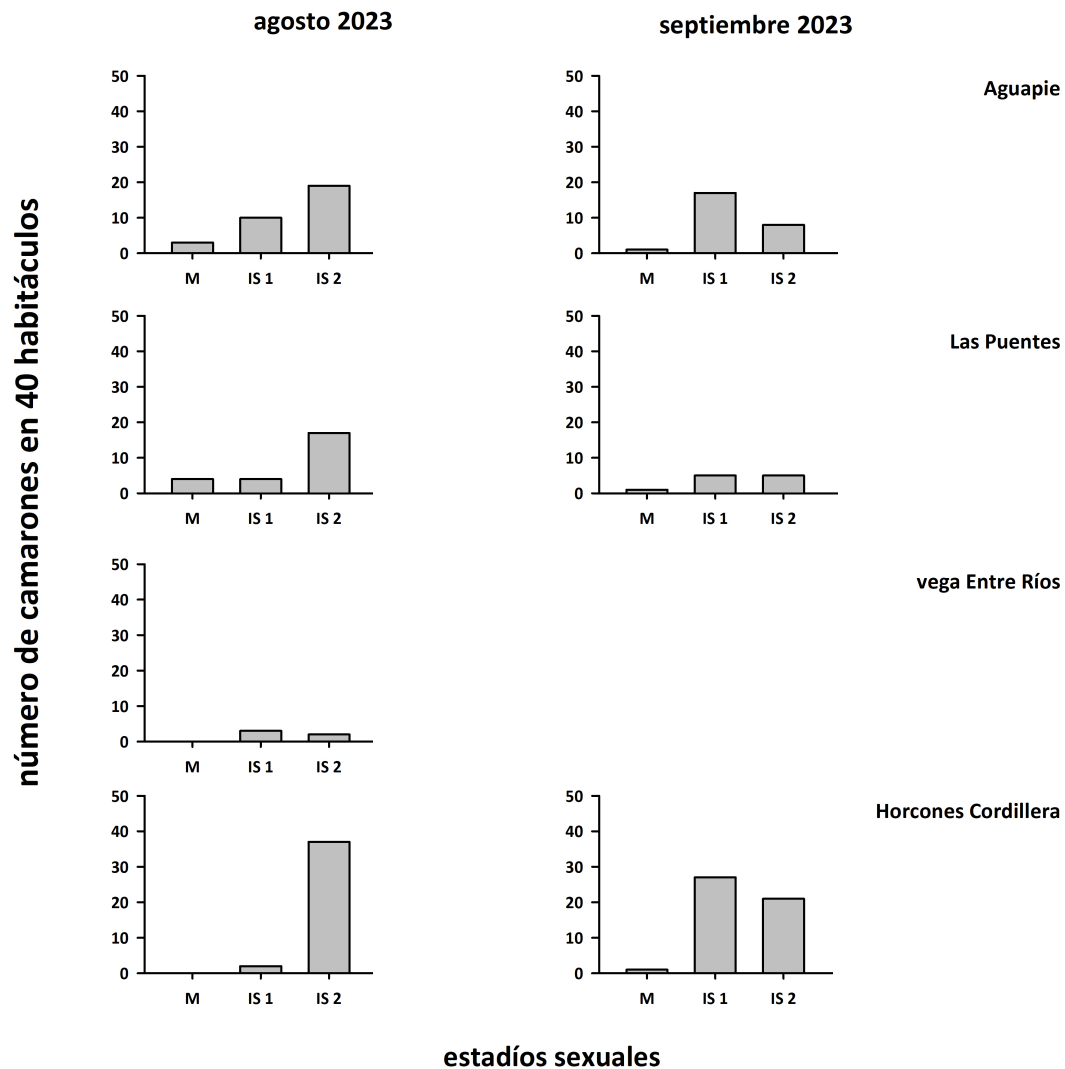 agosto 2023
septiembre 2023
número de camarones en 40 habitáculos
50
40
30
20
10
0
M IS 1 IS 2
50
40
30
20
10
0
M IS 1 IS 2
Aguapie
50
40
30
20
10
0
M IS 1 IS 2
50
40
30
20
10
0
M IS 1 IS 2
Las Puentes
50
40
30
20
10
0
M IS 1 IS 2
vega Entre Ríos
50
40
30
20
10
0
M IS 1 IS 2
50
40
30
20
10
0
M IS 1 IS 2
Horcones Cordillera
estadíos sexuales